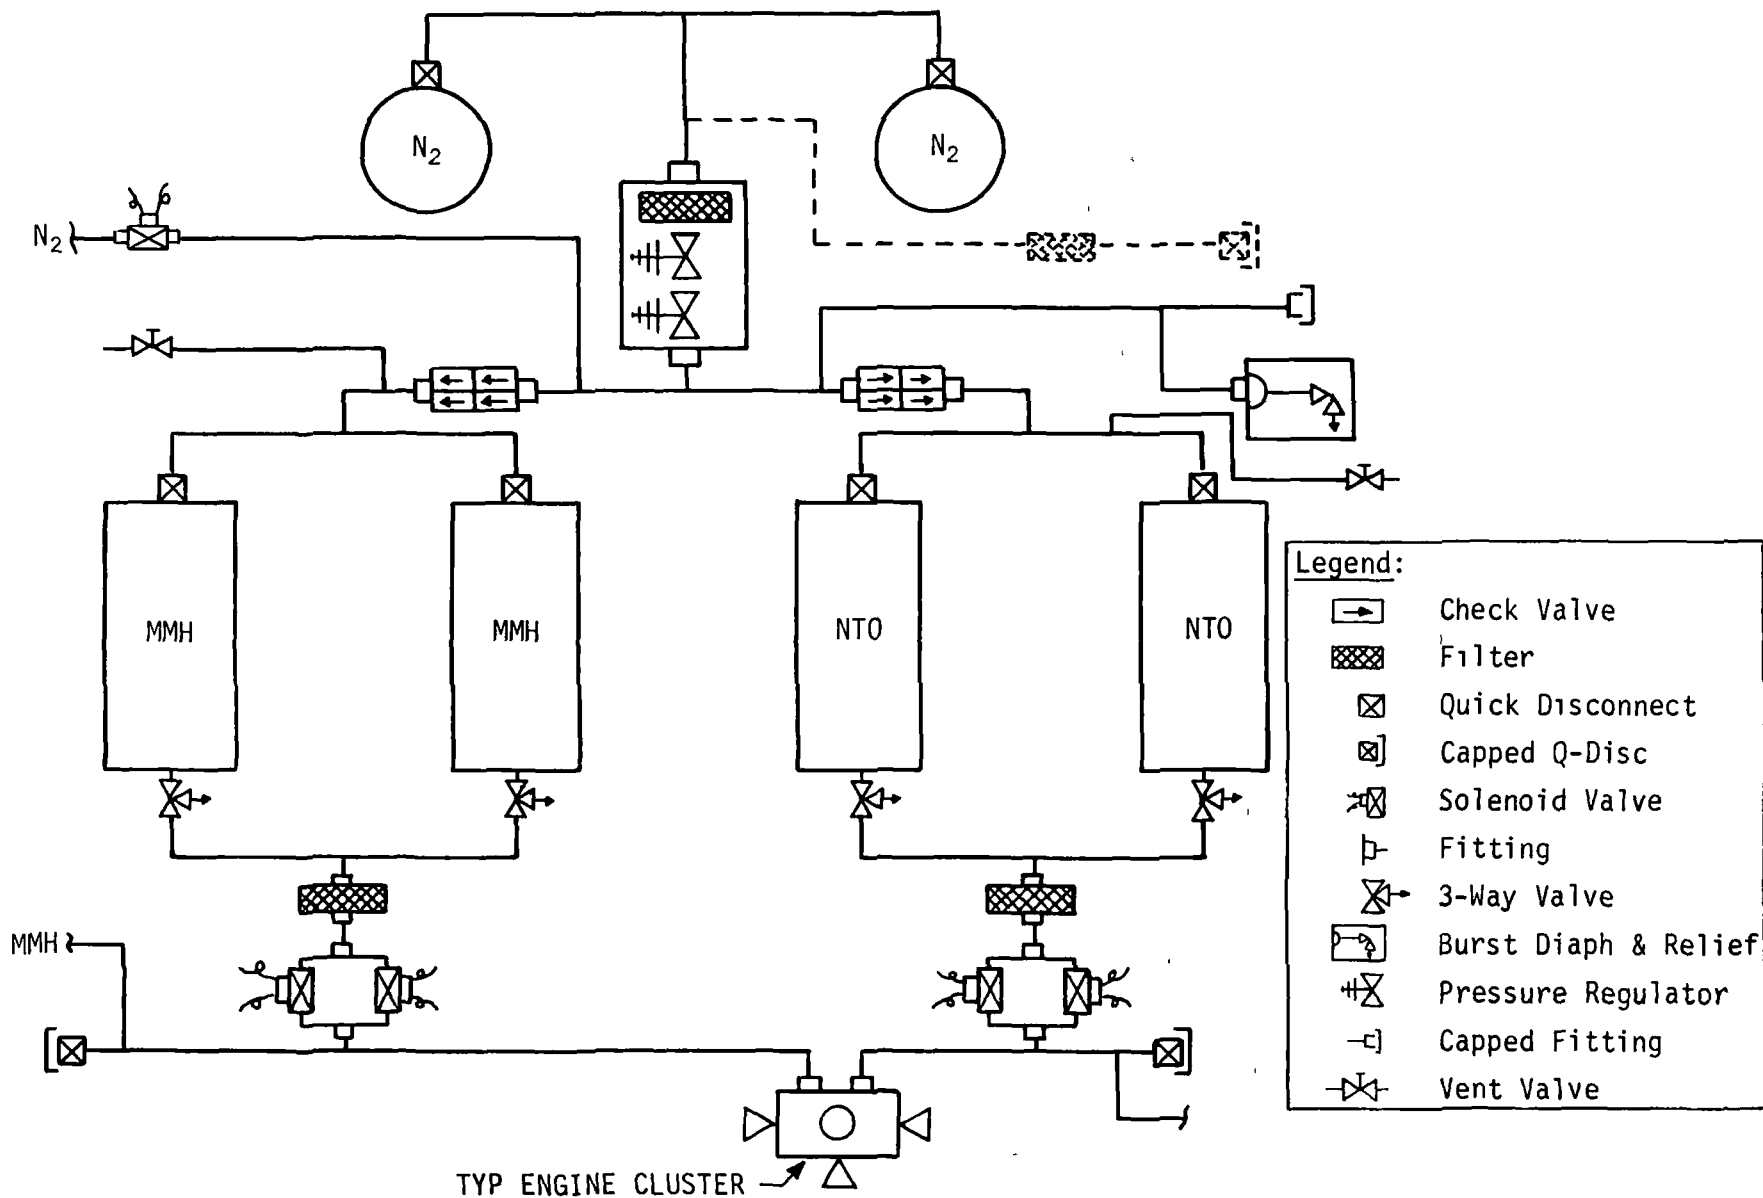 N2
N2
N2
MMH
MMH
NTO
NTO
Legend:
Check Valve
Filter
Quick Disconnect
Capped Q-Disc
Solenoid Valve
Fitting
3-Way Valve
Burst Diaph & Relief
Pressure Regulator
Capped Fitting
Vent Valve
MMH
TYP ENGINE CLUSTER